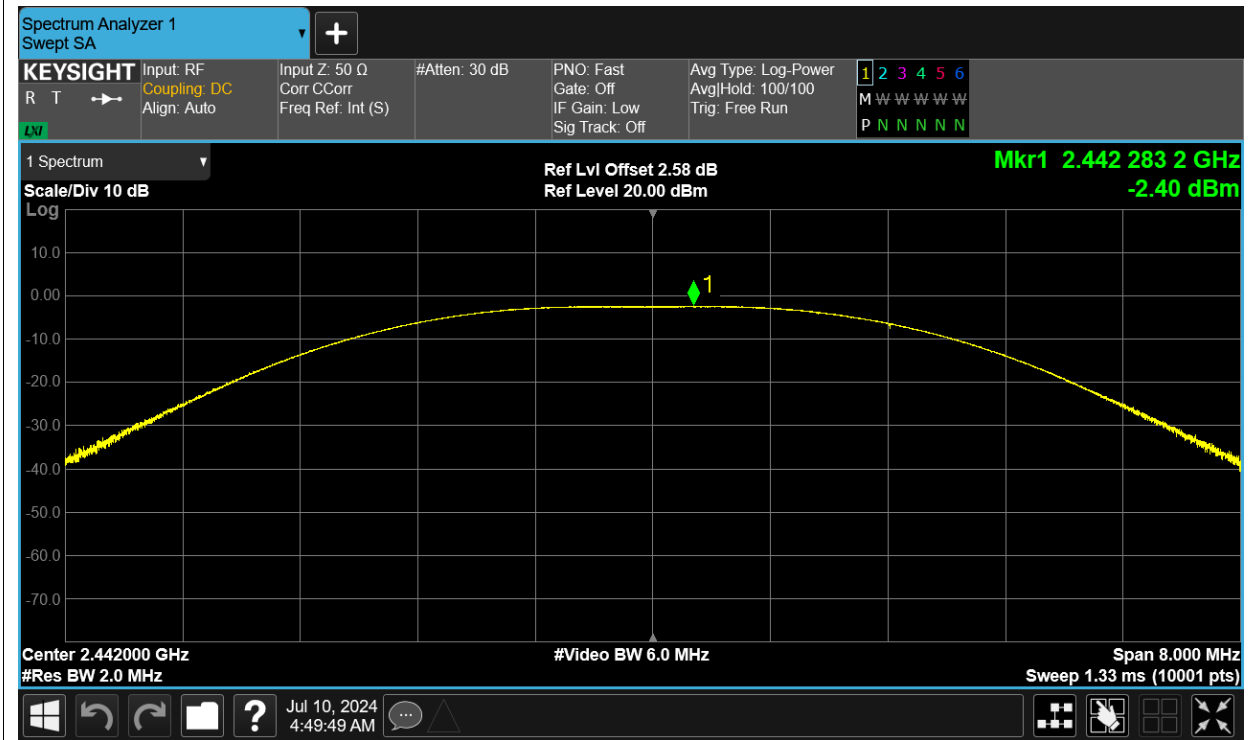 Spectrum Analyzer 1
Swept SA
KEYSIGHT
R T
LXI
Input: RF
Coupling: DC
Align: Auto
Input Z: 50 Ω
Corr CCorr
Freq Ref: Int (S)
#Atten: 30 dB
PNO: Fast
Gate: Off
IF Gain: Low
Sig Track: Off
Avg Type: Log-Power
Avg|Hold: 100/100
Trig: Free Run
1 2 3 4 5 6
M W W W W W
P N N N N N
1 Spectrum
Scale/Div 10 dB
Log
Ref Lvl Offset 2.58 dB
Ref Level 20.00 dBm
Mkr1 2.442 283 2 GHz
-2.40 dBm
10.0
0.00
-10.0
-20.0
-30.0
-40.0
-50.0
-60.0
-70.0
1
Center 2.442000 GHz
#Res BW 2.0 MHz
#Video BW 6.0 MHz
Span 8.000 MHz
Sweep 1.33 ms (10001 pts)
?
Jul 10, 2024
4:49:49 AM